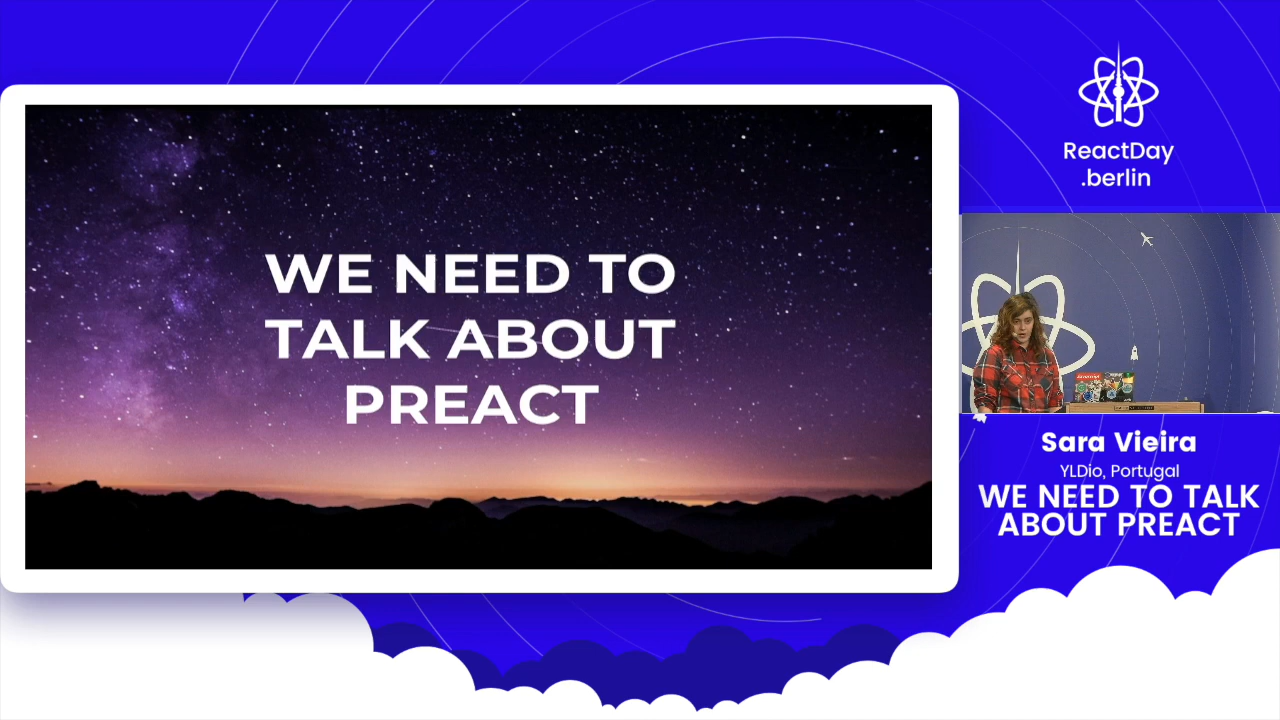 WE NEED TO
TALK ABOUT
PREACT
ReactDay
.berlin
Sara Vieira
YLDio, Portugal
WE NEED TO TALK
ABOUT PREACT